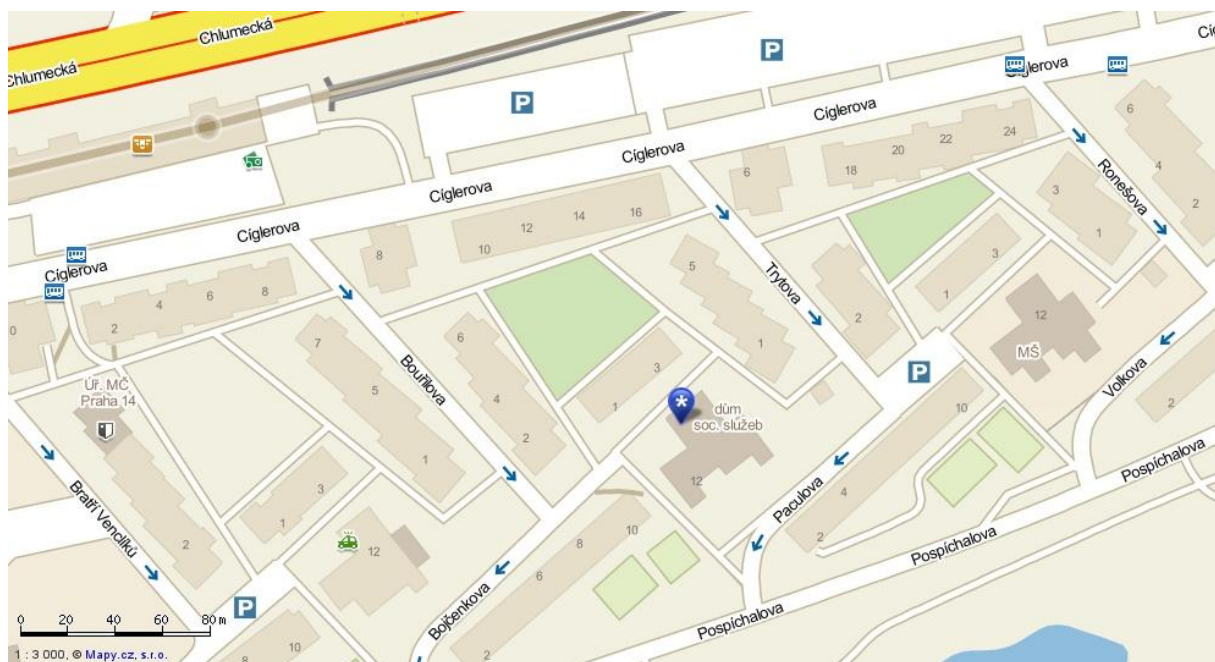 Chlumecká
Chlumecká
P
P
Cíglerova
Cíglerova
Cíglerova
Cíglerova
Cíglerova
Cíglerova
6
18
20
22
24
6
4
2
3
1
Ronešova
8
10
12
14
16
5
1
Trytova
2
3
1
12
MŠ
Volkova
2
0
2
4
6
8
7
5
1
Bouřilova
6
4
2
3
1
P
Úř. MČ
Praha 14
dům
soc. služeb
12
10
4
2
Paculova
Pospíchalova
Pospíchalova
Pospíchalova
Bratří Venclíků
2
3
1
12
10
8
6
2
Bojčenkova
P
10
8
0 20 40 60 80 m
1 : 3 000, © Mapy.cz, s.r.o.